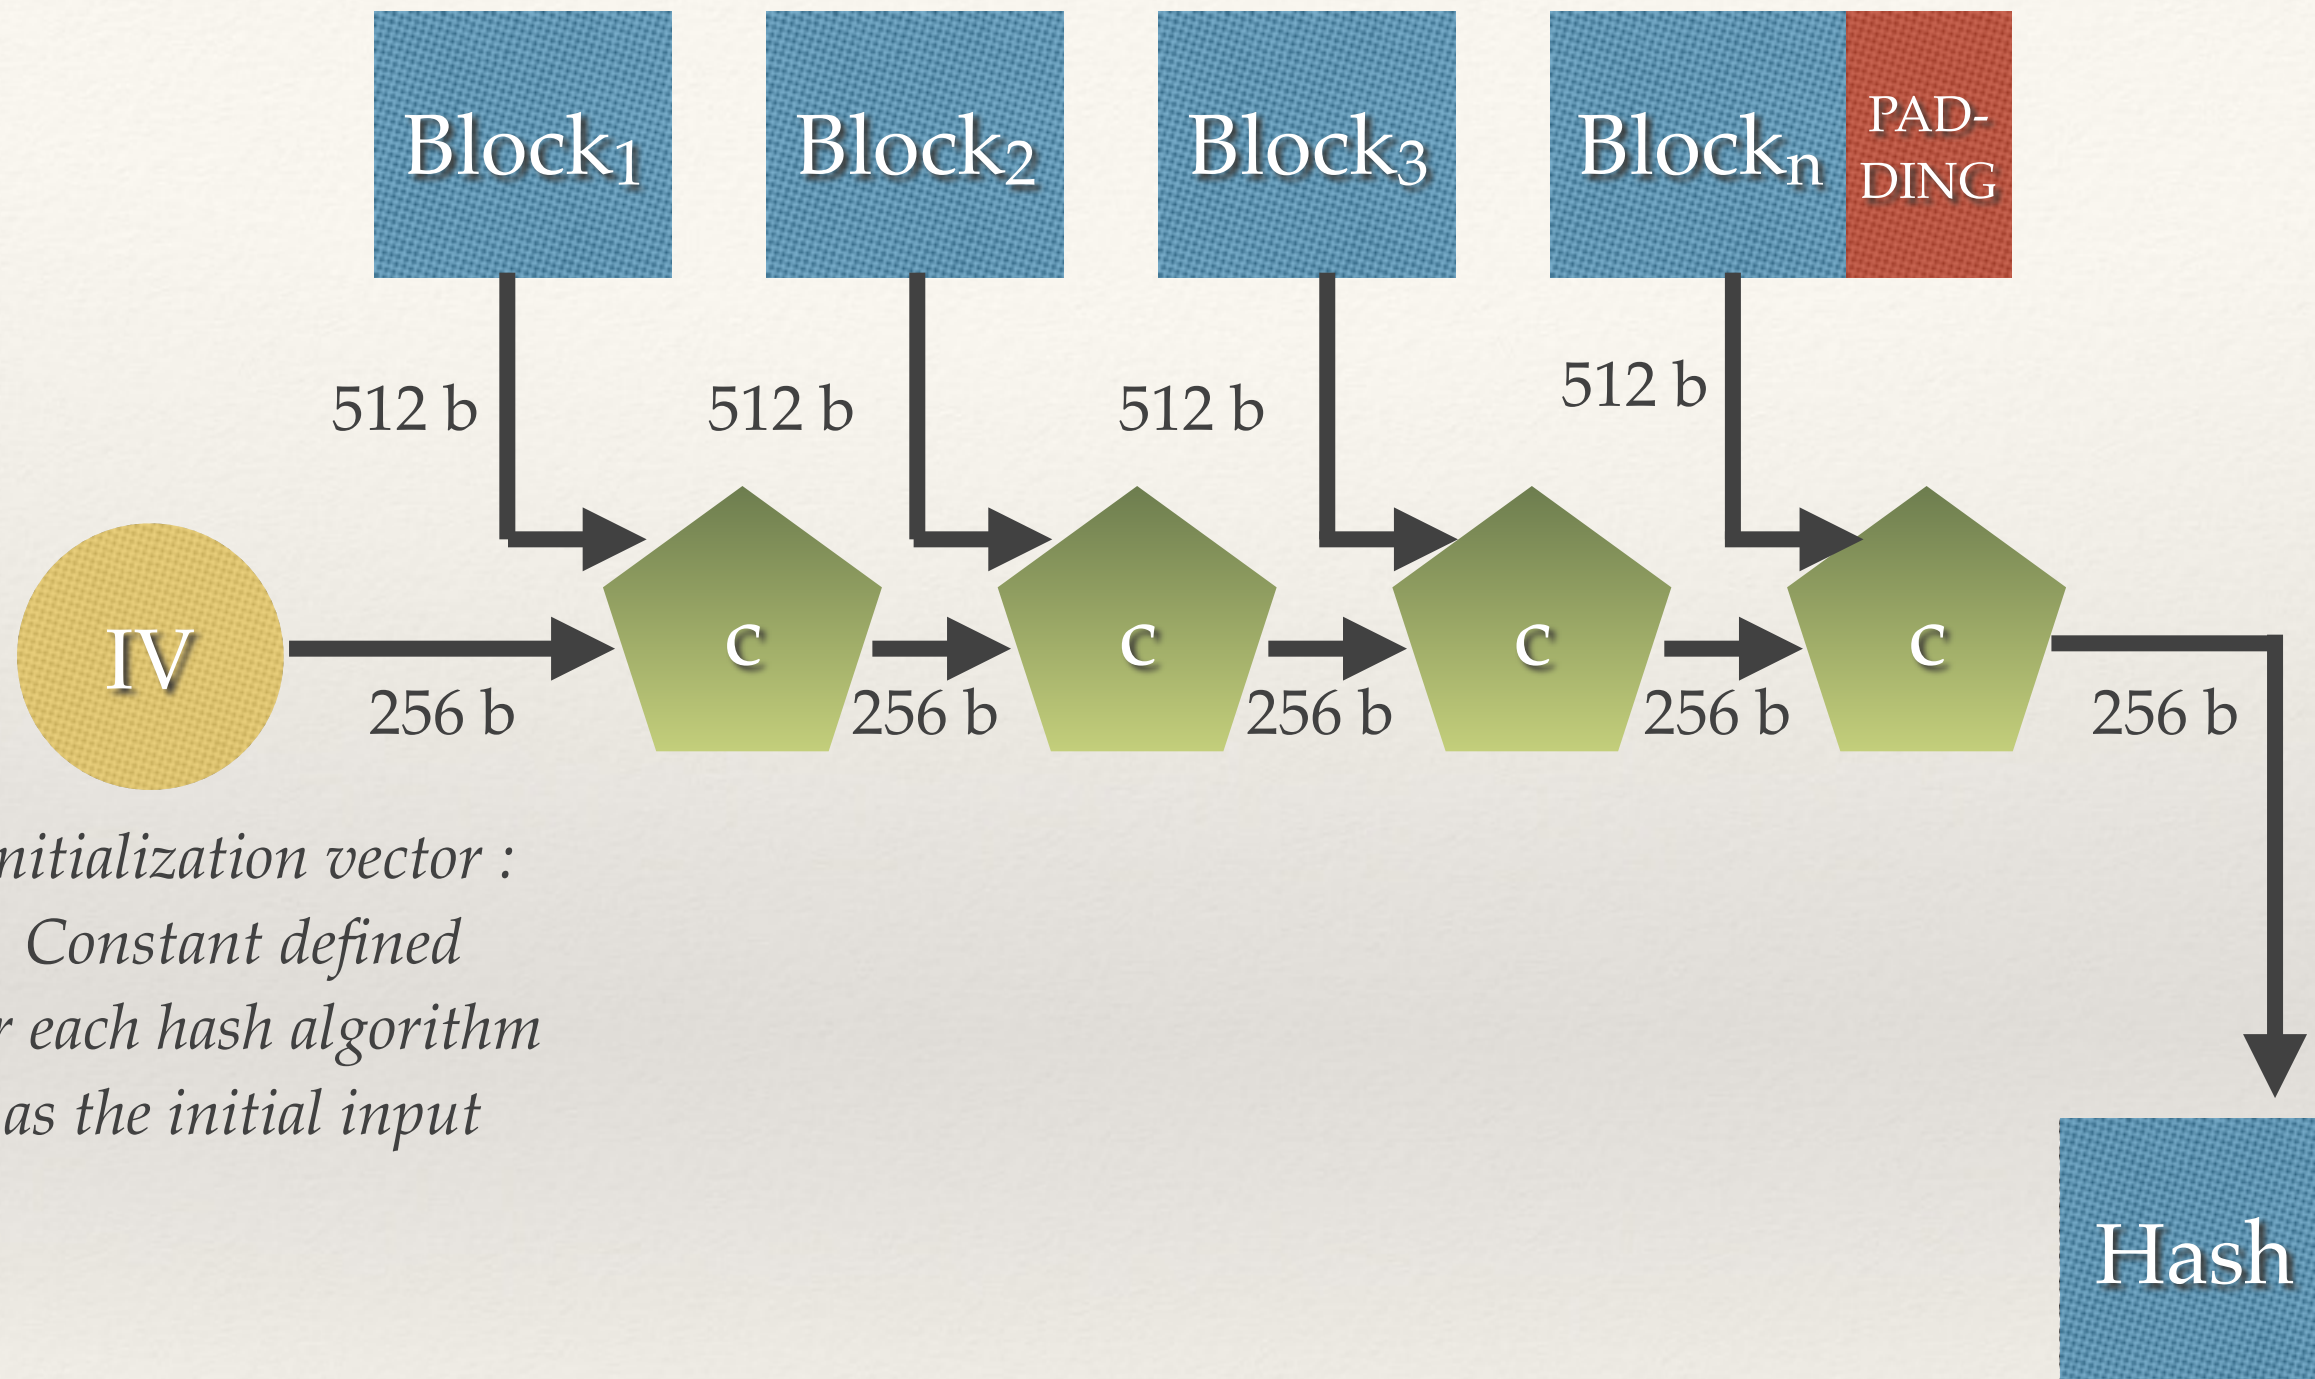 Block1
Block2
Block3
Blockn
PAD-
DING
512 b
512 b
512 b
512 b
IV
c
c
c
c
256 b
256 b
256 b
256 b
256 b
nitialization vector :
Constant defined
r each hash algorithm
as the initial input
Hash